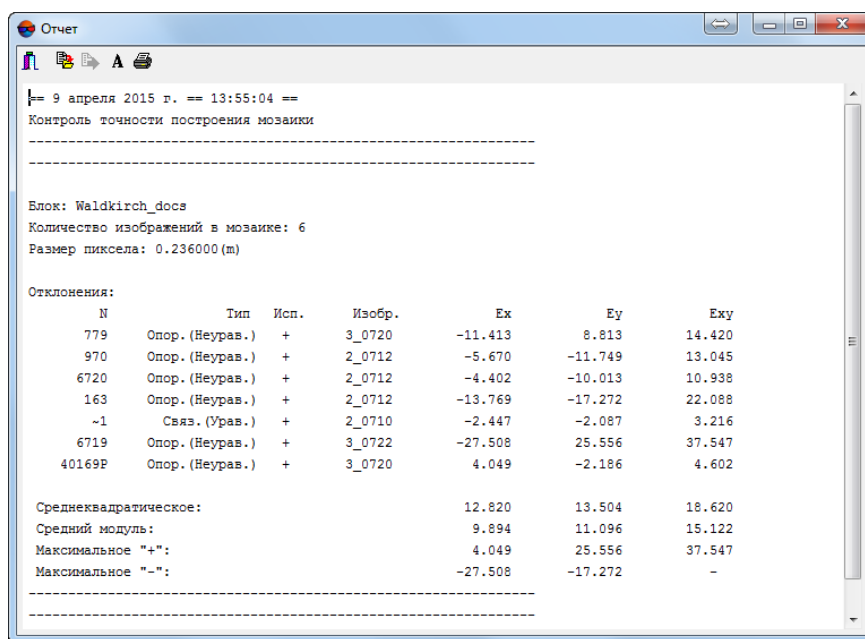 Отчет
A
== 9 апреля 2015 г. == 13:55:04 ==
Контроль точности построения мозаики
----------------------------------------------------------------
----------------------------------------------------------------
Блок: Waldkirch_docs
Количество изображений в мозаике: 6
Размер пиксела: 0.236000(m)
Отклонения:
N Тип Исп. Изобр. Ex Ey Exy
779 Опор.(Неурав.) + 3_0720 -11.413 8.813 14.420
970 Опор.(Неурав.) + 2_0712 -5.670 -11.749 13.045
6720 Опор.(Неурав.) + 2_0712 -4.402 -10.013 10.938
163 Опор.(Неурав.) + 2_0712 -13.769 -17.272 22.088
~1 Связ.(Урав.) + 2_0710 -2.447 -2.087 3.216
6719 Опор.(Неурав.) + 3_0722 -27.508 25.556 37.547
40169P Опор.(Неурав.) + 3_0720 4.049 -2.186 4.602
Среднеквадратическое: 12.820 13.504 18.620
Средний модуль: 9.894 11.096 15.122
Максимальное "+": 4.049 25.556 37.547
Максимальное "-": -27.508 -17.272 -
----------------------------------------------------------------
----------------------------------------------------------------